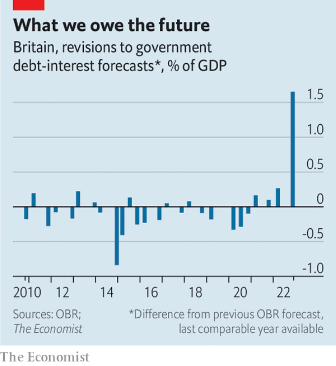 What we owe the future
Britain, revisions to government
debt-interest forecasts*, % of GDP
1.5
1.0
0.5
0
-0.5
-1.0
2010 12 14 16 18 20 22
Sources: OBR;
The Economist
*Difference from previous OBR forecast,
last comparable year available
The Economist